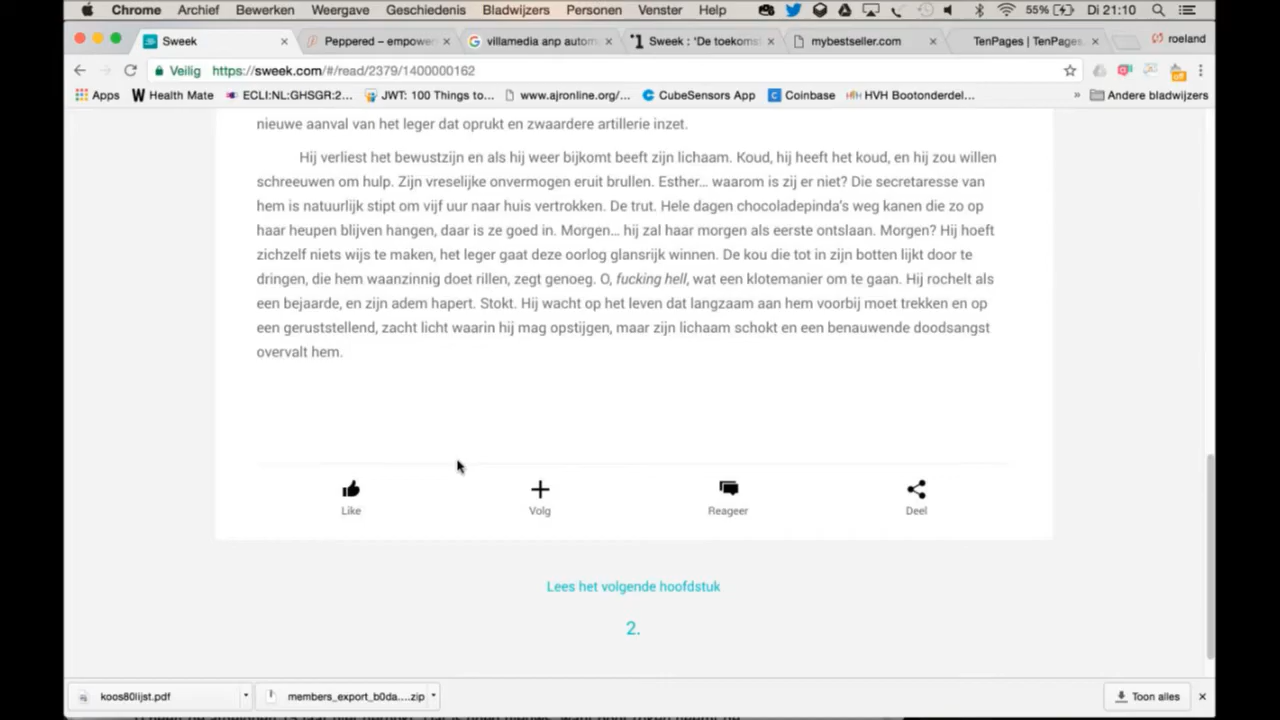 Chrome Archief Bewerken Weergave Geschiedenis Bladwijzers Personen Venster Help 55% Di 21:10
Sweek Peppered – empower villamedia anp autom Sweek : 'De toekoms mybestseller.com TenPages | TenPages. roeland
Veilig https://sweek.com/#/read/2379/1400000162
Apps Health Mate ECLI:NL:GHSGR:2... JWT: 100 Things to... www.ajronline.org/... CubeSensors App Coinbase HVH Bootonderdel... » Andere bladwijzers
nieuwe aanval van het leger dat oprukt en zwaardere artillerie inzet.
Hij verliest het bewustzijn en als hij weer bijkomt beeft zijn lichaam. Koud, hij heeft het koud, en hij zou willen
schreeuwen om hulp. Zijn vreselijke onvermogen eruit brullen. Esther… waarom is zij er niet? Die secretaresse van
hem is natuurlijk stipt om vijf uur naar huis vertrokken. De trut. Hele dagen chocoladepinda's weg kanen die zo op
haar heupen blijven hangen, daar is ze goed in. Morgen… hij zal haar morgen als eerste ontslaan. Morgen? Hij hoeft
zichzelf niets wijs te maken, het leger gaat deze oorlog glansrijk winnen. De kou die tot in zijn botten lijkt door te
dringen, die hem waanzinnig doet rillen, zegt genoeg. O, fucking hell, wat een klotemanier om te gaan. Hij rochelt als
een bejaarde, en zijn adem hapert. Stokt. Hij wacht op het leven dat langzaam aan hem voorbij moet trekken en op
een geruststellend, zacht licht waarin hij mag opstijgen, maar zijn lichaam schokt en een benauwende doodsangst
overvalt hem.
Like Volg Reageer Deel
Lees het volgende hoofdstuk
2.
koos80lijst.pdf members_export_b0da....zip Toon alles